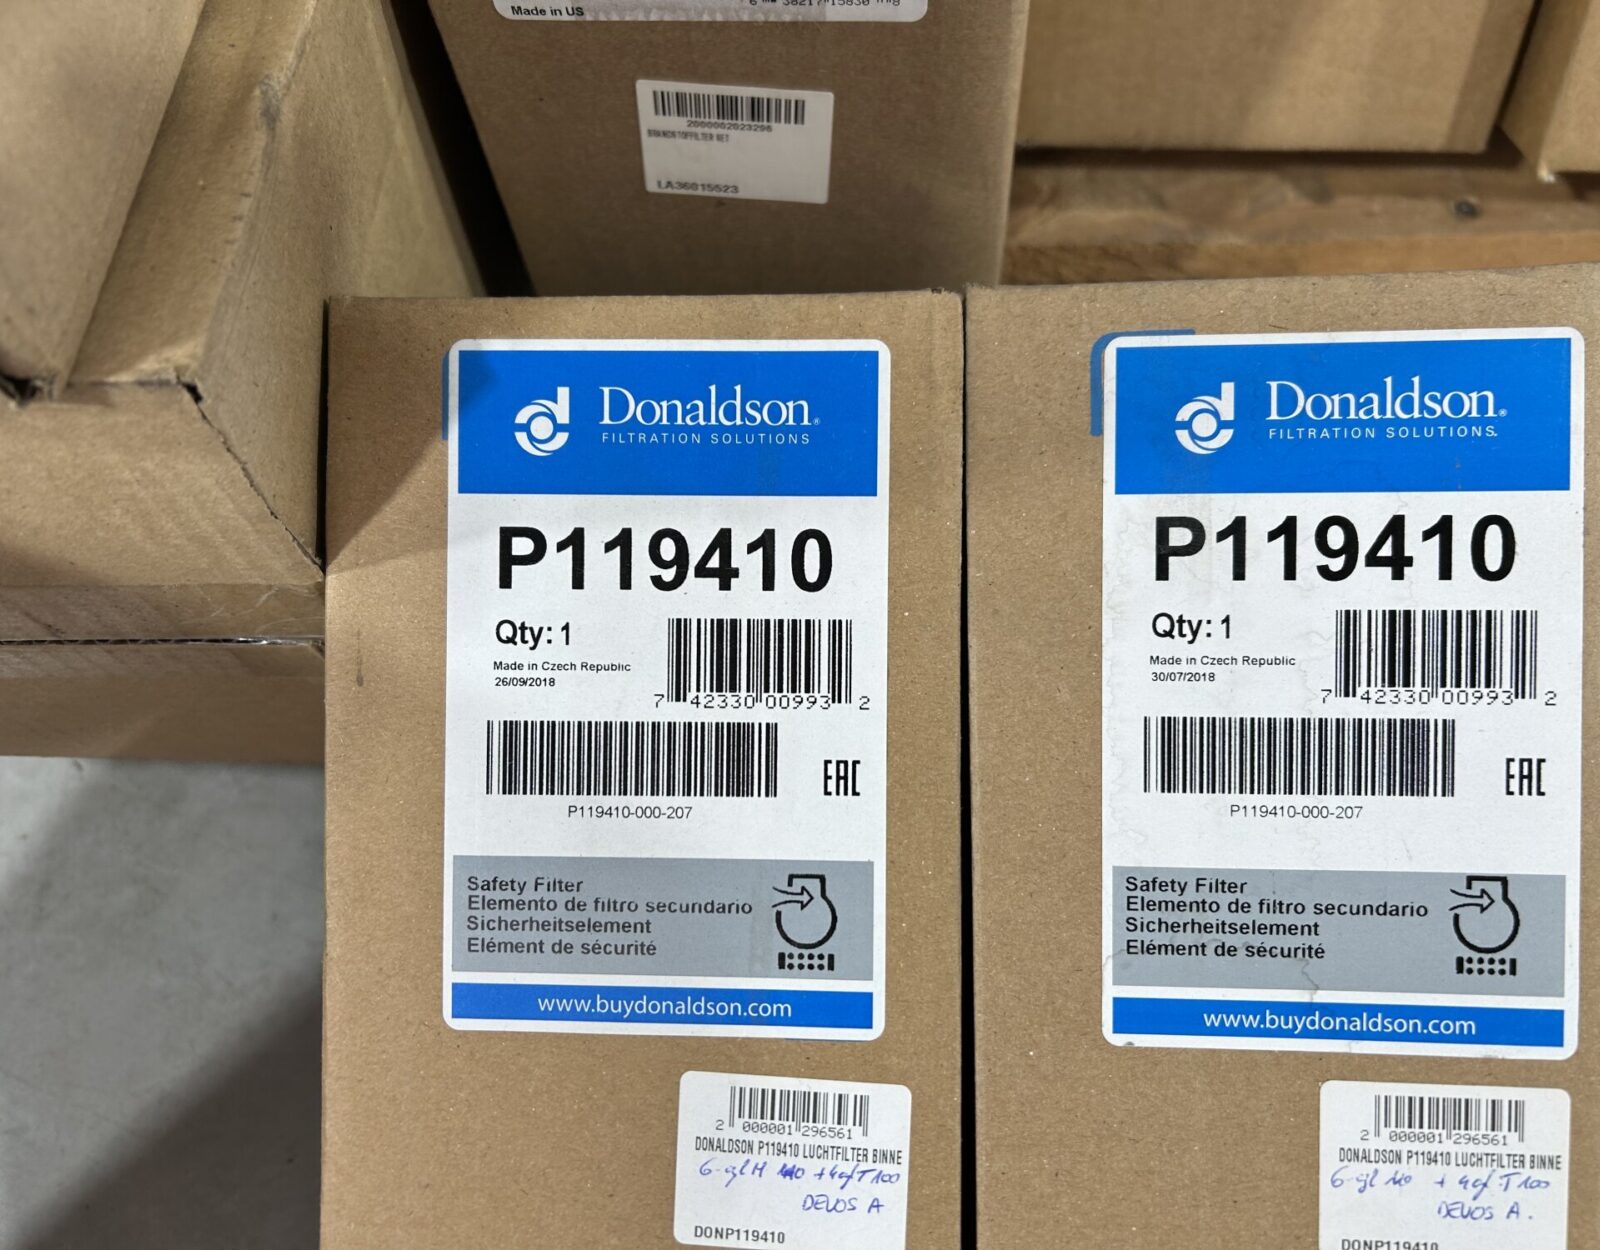 Made in US
2000002023296
BRANDSTOFFILTER SET
LA36015523
Donaldson®
FILTRATION SOLUTIONS
P119410
Qty: 1
Made in Czech Republic
26/09/2018
7 42330 00993 2
P119410-000-207
EAC
Safety Filter
Elemento de filtro secundario
Sicherheitselement
Elément de sécurité
www.buydonaldson.com
2 000001 296561
DONALDSON P119410 LUCHTFILTER BINNE
DEVOS A
DONP119410
Donaldson®
FILTRATION SOLUTIONS
P119410
Qty: 1
Made in Czech Republic
30/07/2018
7 42330 00993 2
P119410-000-207
EAC
Safety Filter
Elemento de filtro secundario
Sicherheitselement
Elément de sécurité
www.buydonaldson.com
2 000001 296561
DONALDSON P119410 LUCHTFILTER BINNE
DEVOS A.
DONP119410